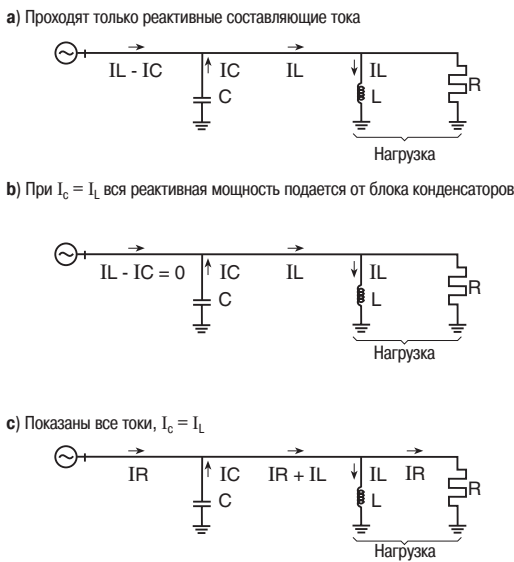 a) Проходят только реактивные составляющие тока
IL - IC IC IL IL
C L R
Нагрузка
b) При Ic = IL вся реактивная мощность подается от блока конденсаторов
IL - IC = 0 IC IL IL
C L R
Нагрузка
c) Показаны все токи, Ic = IL
IR IC IR + IL IL IR
C L R
Нагрузка